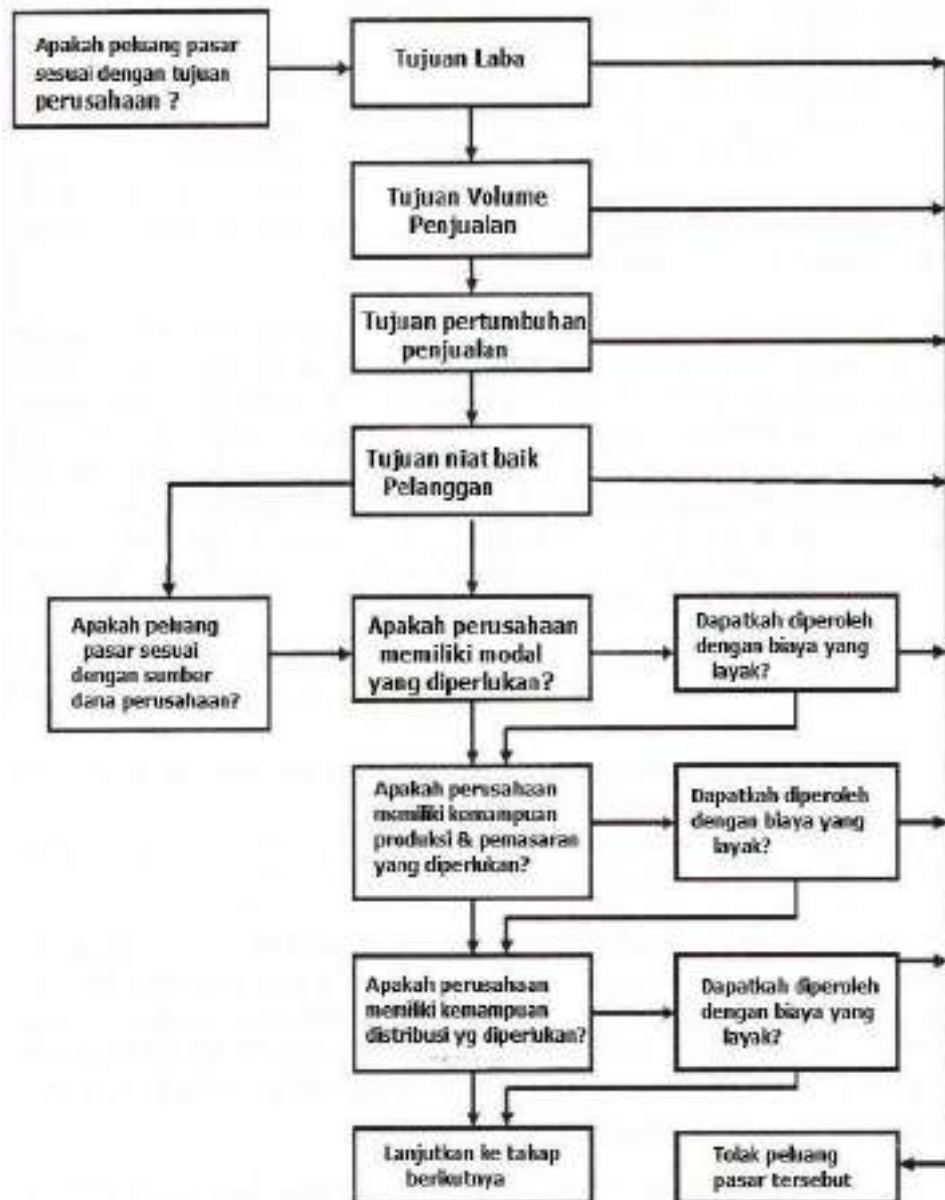 Apakah peluang pasar
sesuai dengan tujuan
perusahaan ?
Tujuan Laba
Tujuan Volume
Penjualan
Tujuan pertumbuhan
penjualan
Tujuan niat baik
Pelanggan
Apakah peluang
pasar sesuai
dengan sumber
dana perusahaan?
Apakah perusahaan
memiliki modal
yang diperlukan?
Dapatkah diperoleh
dengan biaya yang
layak?
Apakah perusahaan
memiliki kemampuan
produksi & pemasaran
yang diperlukan?
Dapatkah diperoleh
dengan biaya yang
layak?
Apakah perusahaan
memiliki kemampuan
distribusi yg diperlukan?
Dapatkah diperoleh
dengan biaya yang
layak?
Lanjutkan ke tahap
berikutnya
Tolak peluang
pasar tersebut